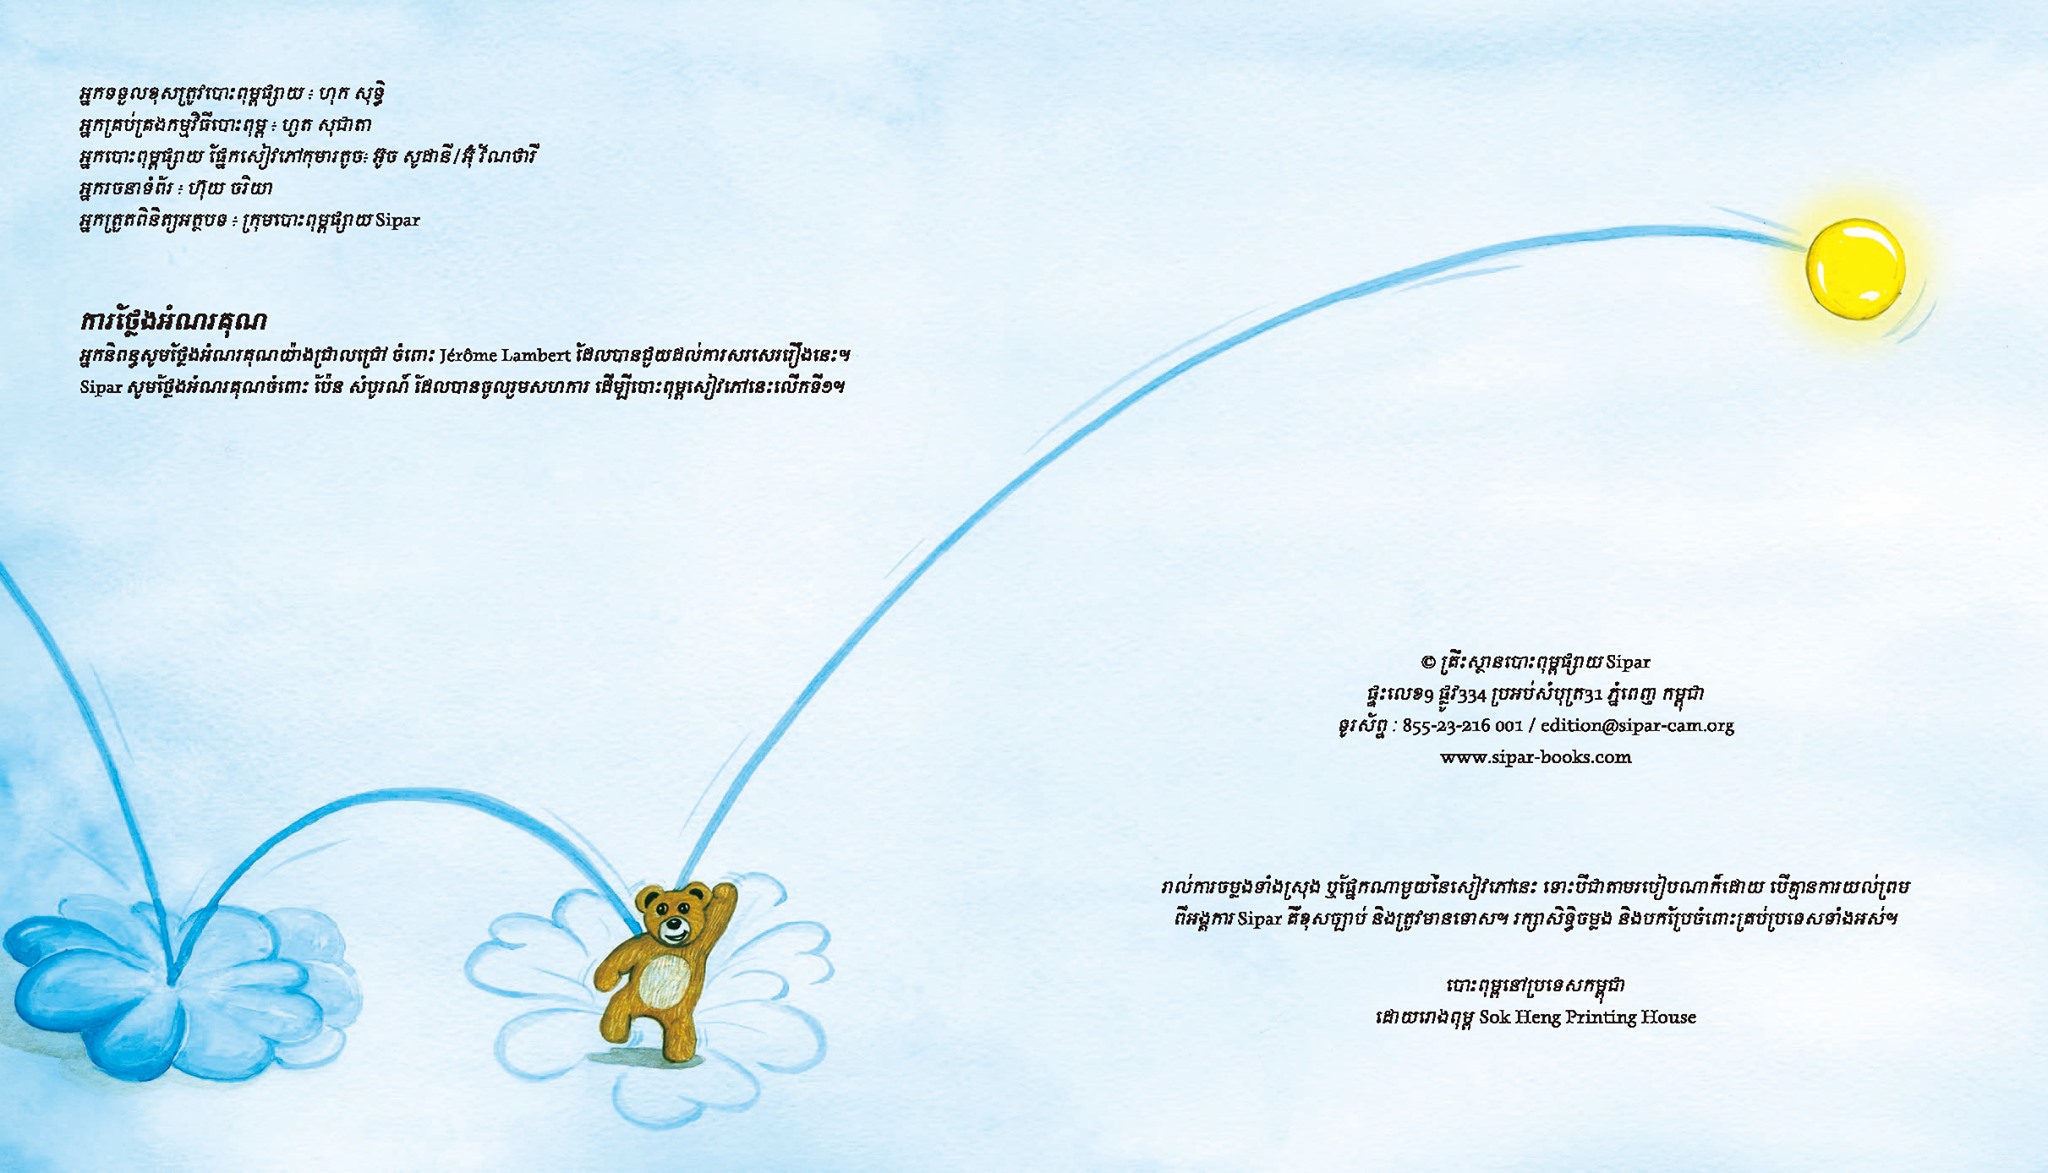 អ្នកទទួលខុសត្រូវបោះពុម្ពផ្សាយ ៖ ហុក សុទ្ធិ
អ្នកគ្រប់គ្រងកម្មវិធីបោះពុម្ព ៖ ហួត សុជាតា
អ្នកបោះពុម្ពផ្សាយ ផ្នែកសៀវភៅកុមារតូច៖ អ៊ូច សូដានី/អ៊ុំ វ័ណថារី
អ្នករចនាទំព័រ ៖ ហ៊ុយ ចរិយា
អ្នកត្រួតពិនិត្យអត្ថបទ ៖ ក្រុមបោះពុម្ពផ្សាយ Sipar
ការថ្លែងអំណរគុណ
អ្នកនិពន្ធសូមថ្លែងអំណរគុណយ៉ាងជ្រាលជ្រៅ ចំពោះ Jérôme Lambert ដែលបានជួយដល់ការសរសេររឿងនេះ។
Sipar សូមថ្លែងអំណរគុណចំពោះ ប៉ែន សំបូរណ៍ ដែលបានចូលរួមសហការ ដើម្បីបោះពុម្ពសៀវភៅនេះលើកទី១។
© គ្រឹះស្ថានបោះពុម្ពផ្សាយ Sipar
ផ្ទះលេខ9 ផ្លូវ334 ប្រអប់សំបុត្រ31 ភ្នំពេញ កម្ពុជា
ទូរស័ព្ទ : 855-23-216 001 / edition@sipar-cam.org
www.sipar-books.com
រាល់ការចម្លងទាំងស្រុង ឬផ្នែកណាមួយនៃសៀវភៅនេះ ទោះបីជាតាមរបៀបណាក៏ដោយ បើគ្មានការយល់ព្រម
ពីអង្គការ Sipar គឺខុសច្បាប់ និងត្រូវមានទោស។ រក្សាសិទ្ធិចម្លង និងបកប្រែចំពោះគ្រប់ប្រទេសទាំងអស់។
បោះពុម្ពនៅប្រទេសកម្ពុជា
ដោយរោងពុម្ព Sok Heng Printing House